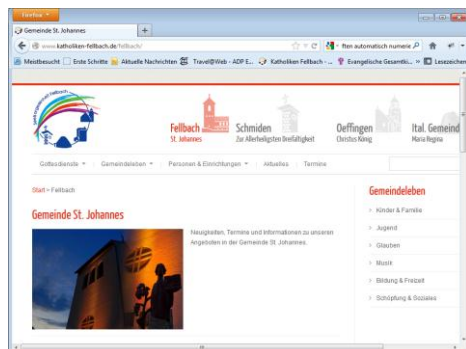 Firefox
Gemeinde St. Johannes
www.katholiken-fellbach.de/fellbach/
ften automatisch numerie
Meistbesucht Erste Schritte Aktuelle Nachrichten Travel@Web - ADP E... Katholiken Fellbach - ... Evangelische Gesamtki... » Lesezeichen
Fellbach Schmiden Oeffingen Ital. Gemeind
St. Johannes Zur Allerheiligsten Dreifaltigkeit Christus König Maria Regina
Gottesdienste Gemeindeleben Personen & Einrichtungen Aktuelles Termine
Start > Fellbach
Gemeinde St. Johannes
Neuigkeiten, Termine und Informationen zu unseren
Angeboten in der Gemeinde St. Johannes.
Gemeindeleben
> Kinder & Familie
> Jugend
> Glauben
> Musik
> Bildung & Freizeit
> Schöpfung & Soziales